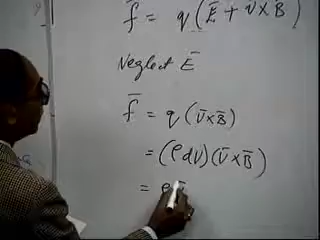 f̄ = q(Ē + v̄ × B̄)
Neglect Ē
f̄ = q(v̄ × B̄)
= (ρdV)(v̄ × B̄)
= ρ